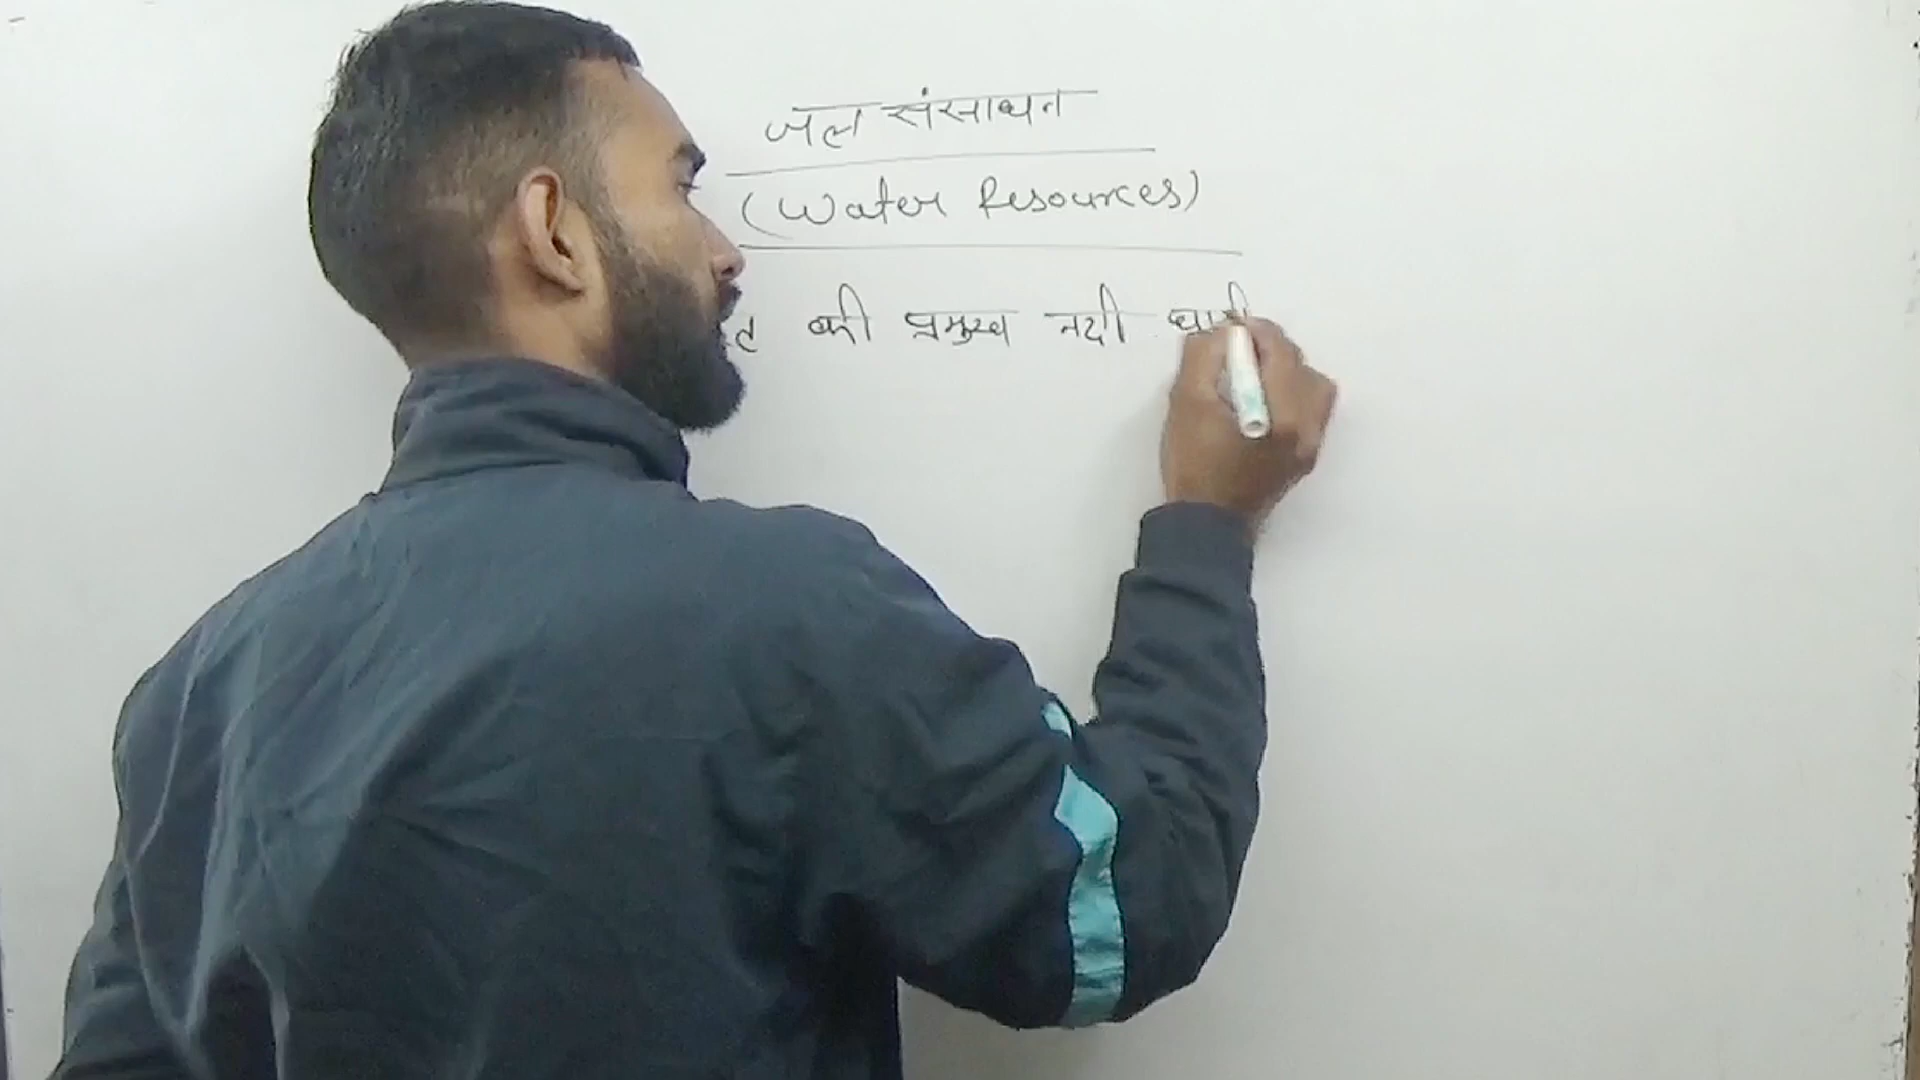 जल संसाधन
(Water Resources)
की प्रमुख नदी घाटी